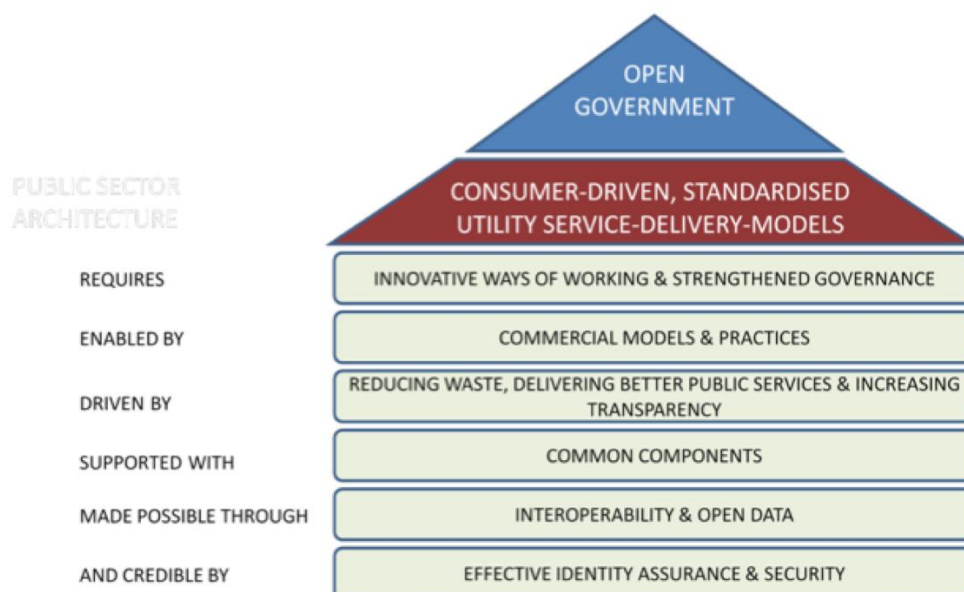 OPEN
GOVERNMENT
PUBLIC SECTOR
ARCHITECTURE
CONSUMER-DRIVEN, STANDARDISED
UTILITY SERVICE-DELIVERY-MODELS
REQUIRES
INNOVATIVE WAYS OF WORKING & STRENGTHENED GOVERNANCE
ENABLED BY
COMMERCIAL MODELS & PRACTICES
DRIVEN BY
REDUCING WASTE, DELIVERING BETTER PUBLIC SERVICES & INCREASING
TRANSPARENCY
SUPPORTED WITH
COMMON COMPONENTS
MADE POSSIBLE THROUGH
INTEROPERABILITY & OPEN DATA
AND CREDIBLE BY
EFFECTIVE IDENTITY ASSURANCE & SECURITY